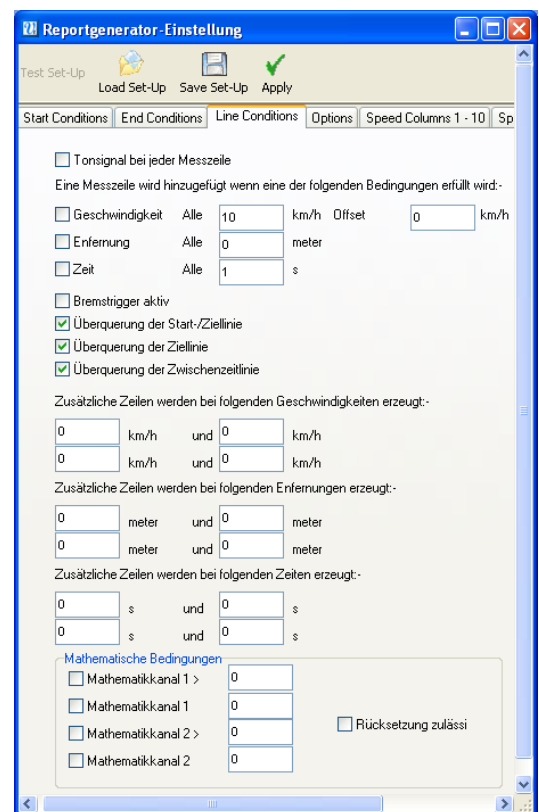 Reportgenerator-Einstellung
Test Set-Up
Load Set-Up Save Set-Up Apply
Start Conditions End Conditions Line Conditions Options Speed Columns 1 - 10 Sp
Tonsignal bei jeder Messzeile
Eine Messzeile wird hinzugefügt wenn eine der folgenden Bedingungen erfüllt wird:-
Geschwindigkeit Alle 10 km/h Offset 0 km/h
Enfernung Alle 0 meter
Zeit Alle 1 s
Bremstrigger aktiv
Überquerung der Start-/Ziellinie
Überquerung der Ziellinie
Überquerung der Zwischenzeitlinie
Zusätzliche Zeilen werden bei folgenden Geschwindigkeiten erzeugt:-
0 km/h und 0 km/h
0 km/h und 0 km/h
Zusätzliche Zeilen werden bei folgenden Enfernungen erzeugt:-
0 meter und 0 meter
0 meter und 0 meter
Zusätzliche Zeilen werden bei folgenden Zeiten erzeugt:-
0 s und 0 s
0 s und 0 s
Mathematische Bedingungen
Mathematikkanal 1 > 0
Mathematikkanal 1 0
Mathematikkanal 2 > 0
Rücksetzung zulässi
Mathematikkanal 2 0